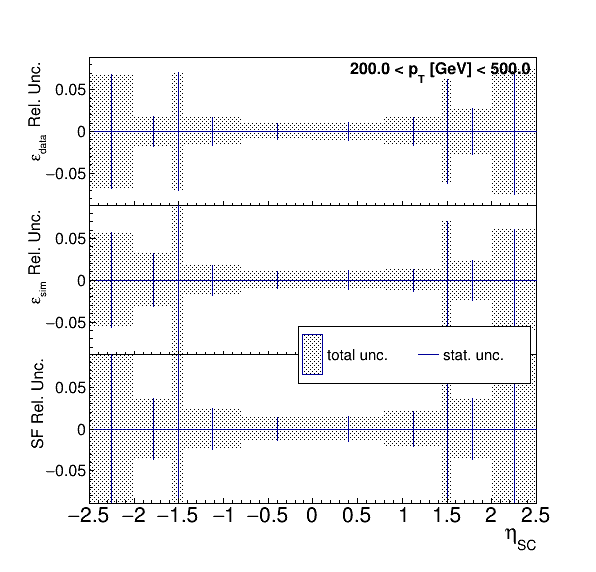 200.0 < p_T [GeV] < 500.0
ε_data Rel. Unc.
0.05
0
−0.05
ε_sim Rel. Unc.
0.05
0
−0.05
total unc.
stat. unc.
SF Rel. Unc.
0.05
0
−0.05
−2.5 −2 −1.5 −1 −0.5 0 0.5 1 1.5 2 2.5
η_SC